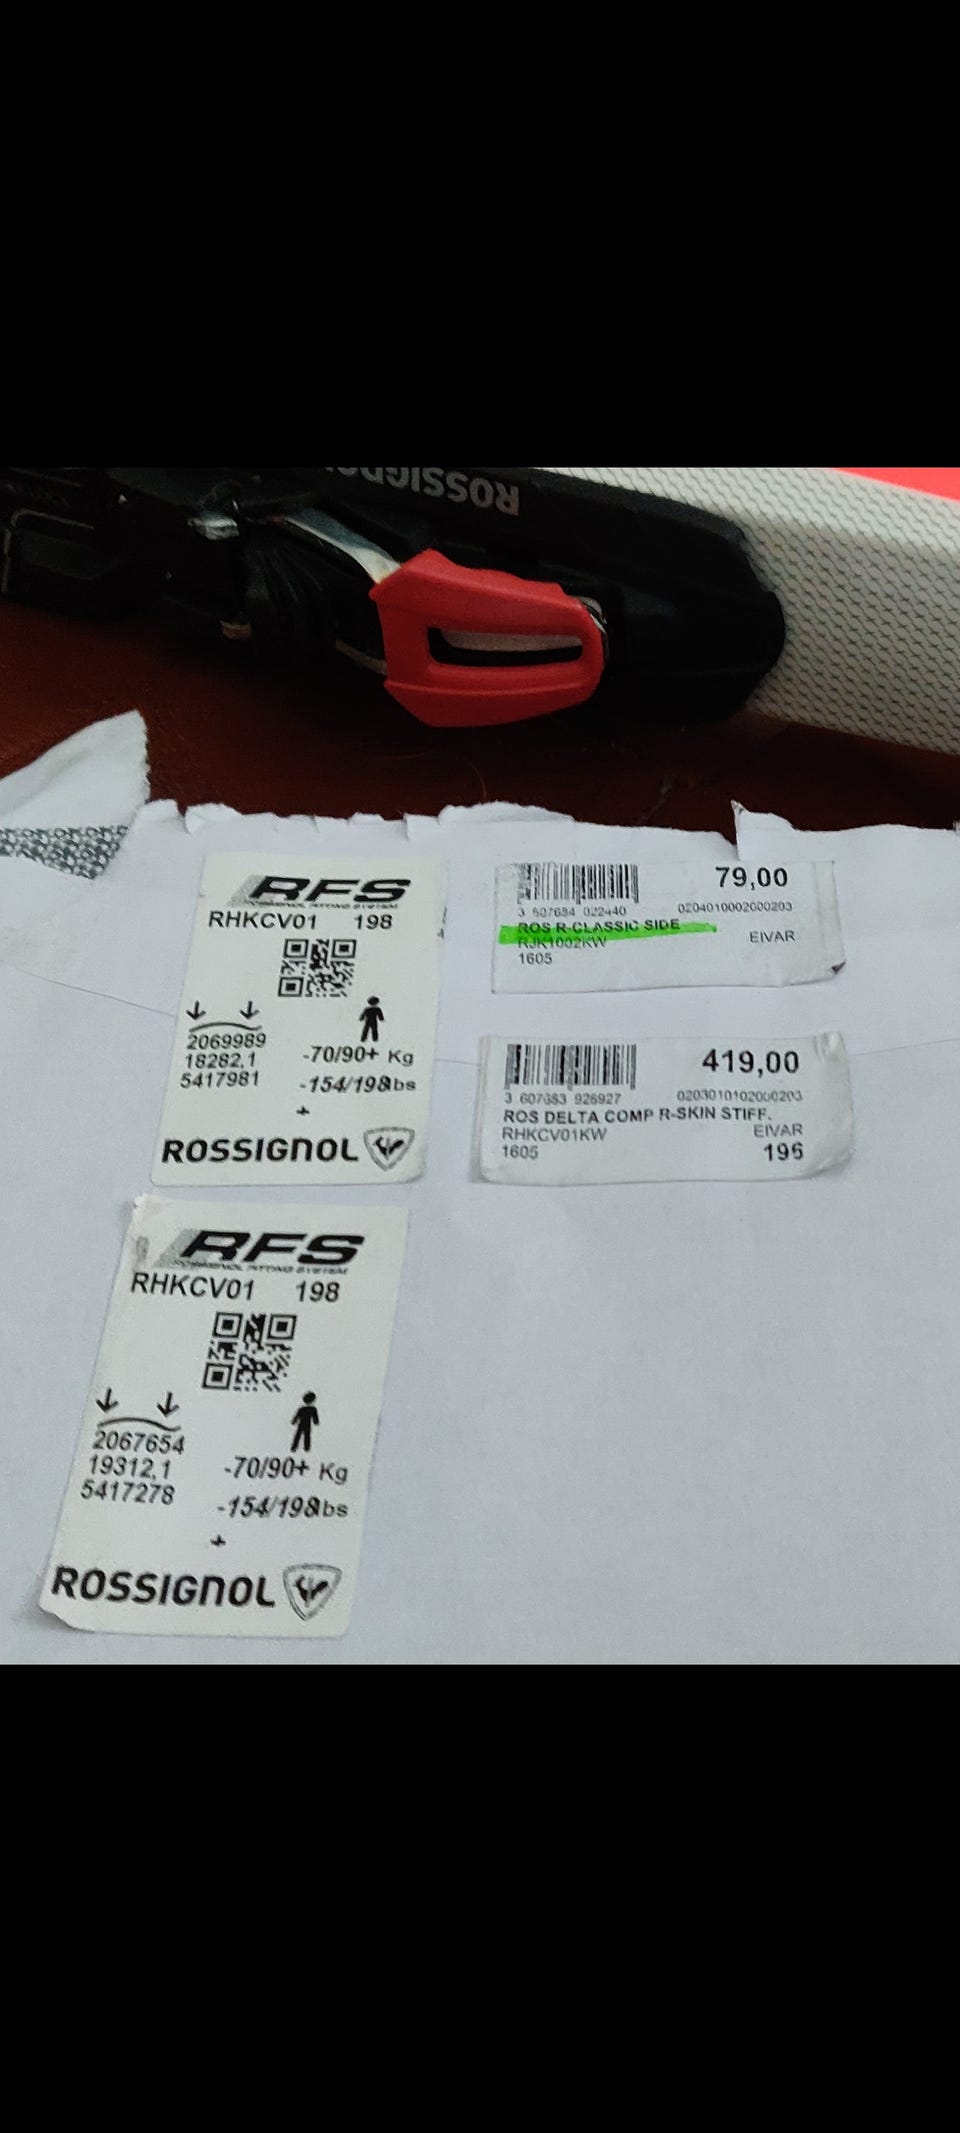 ROSSIGNOL
RFS
RHKCV01 198
2069989
18282,1
5417981
-70/90+ Kg
-154/198lbs
+
ROSSIGNOL
RFS
RHKCV01 198
2067654
19312,1
5417278
-70/90+ Kg
-154/198lbs
+
ROSSIGNOL
79,00
3 607684 022440 0204010002000203
ROS R-CLASSIC SIDE
RJK1002KW EIVAR
1605
419,00
3 607683 926927 0203010102000203
ROS DELTA COMP R-SKIN STIFF.
RHKCV01KW EIVAR
1605 196